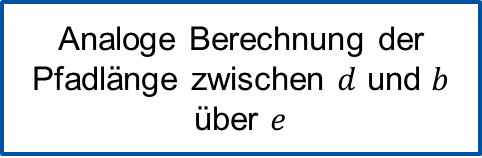 Analoge Berechnung der
Pfadlänge zwischen d und b
über e